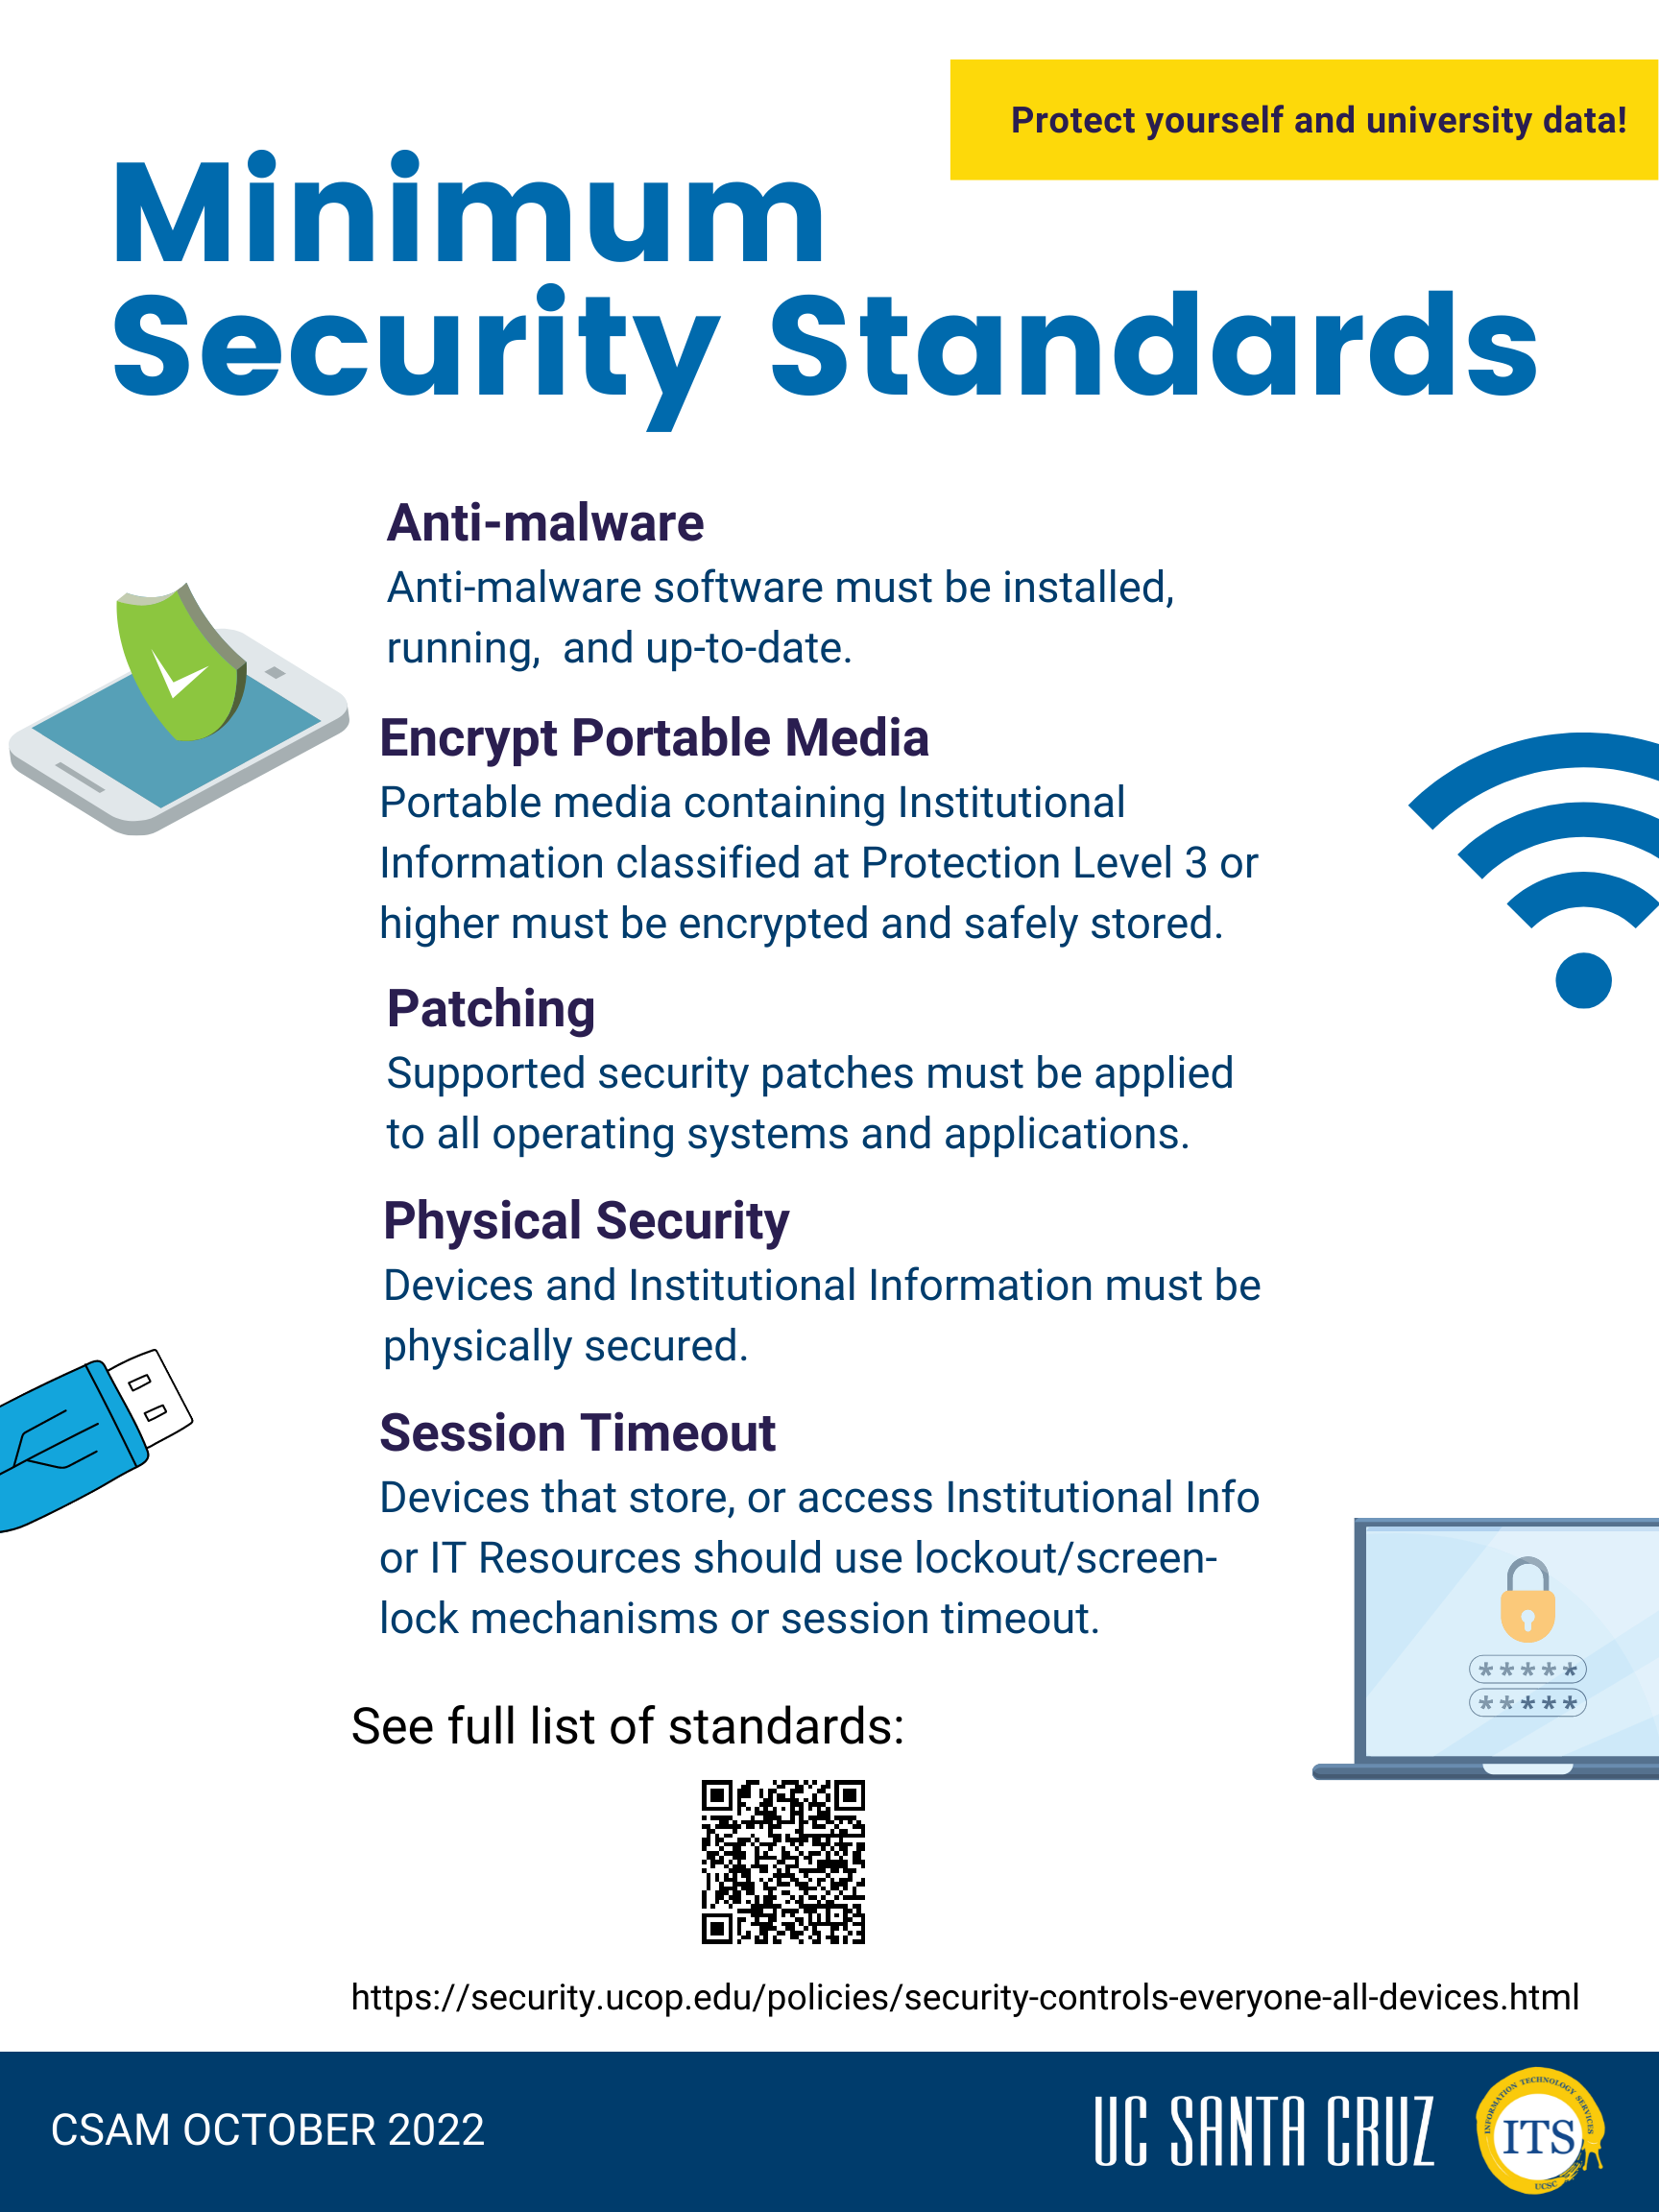 Protect yourself and university data!
Minimum
Security Standards
Anti-malware
Anti-malware software must be installed,
running,  and up-to-date.
Encrypt Portable Media
Portable media containing Institutional
Information classified at Protection Level 3 or
higher must be encrypted and safely stored.
Patching
Supported security patches must be applied
to all operating systems and applications.
Physical Security
Devices and Institutional Information must be
physically secured.
Session Timeout
Devices that store, or access Institutional Info
or IT Resources should use lockout/screen-
lock mechanisms or session timeout.
*****
*****
See full list of standards:
https://security.ucop.edu/policies/security-controls-everyone-all-devices.html
CSAM OCTOBER 2022
UC SANTA CRUZ
INFORMATION TECHNOLOGY SERVICES
ITS
UCSC